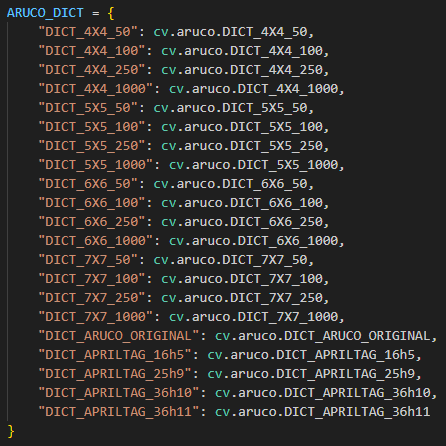 ARUCO_DICT = {
    "DICT_4X4_50": cv.aruco.DICT_4X4_50,
    "DICT_4X4_100": cv.aruco.DICT_4X4_100,
    "DICT_4X4_250": cv.aruco.DICT_4X4_250,
    "DICT_4X4_1000": cv.aruco.DICT_4X4_1000,
    "DICT_5X5_50": cv.aruco.DICT_5X5_50,
    "DICT_5X5_100": cv.aruco.DICT_5X5_100,
    "DICT_5X5_250": cv.aruco.DICT_5X5_250,
    "DICT_5X5_1000": cv.aruco.DICT_5X5_1000,
    "DICT_6X6_50": cv.aruco.DICT_6X6_50,
    "DICT_6X6_100": cv.aruco.DICT_6X6_100,
    "DICT_6X6_250": cv.aruco.DICT_6X6_250,
    "DICT_6X6_1000": cv.aruco.DICT_6X6_1000,
    "DICT_7X7_50": cv.aruco.DICT_7X7_50,
    "DICT_7X7_100": cv.aruco.DICT_7X7_100,
    "DICT_7X7_250": cv.aruco.DICT_7X7_250,
    "DICT_7X7_1000": cv.aruco.DICT_7X7_1000,
    "DICT_ARUCO_ORIGINAL": cv.aruco.DICT_ARUCO_ORIGINAL,
    "DICT_APRILTAG_16h5": cv.aruco.DICT_APRILTAG_16h5,
    "DICT_APRILTAG_25h9": cv.aruco.DICT_APRILTAG_25h9,
    "DICT_APRILTAG_36h10": cv.aruco.DICT_APRILTAG_36h10,
    "DICT_APRILTAG_36h11": cv.aruco.DICT_APRILTAG_36h11
}